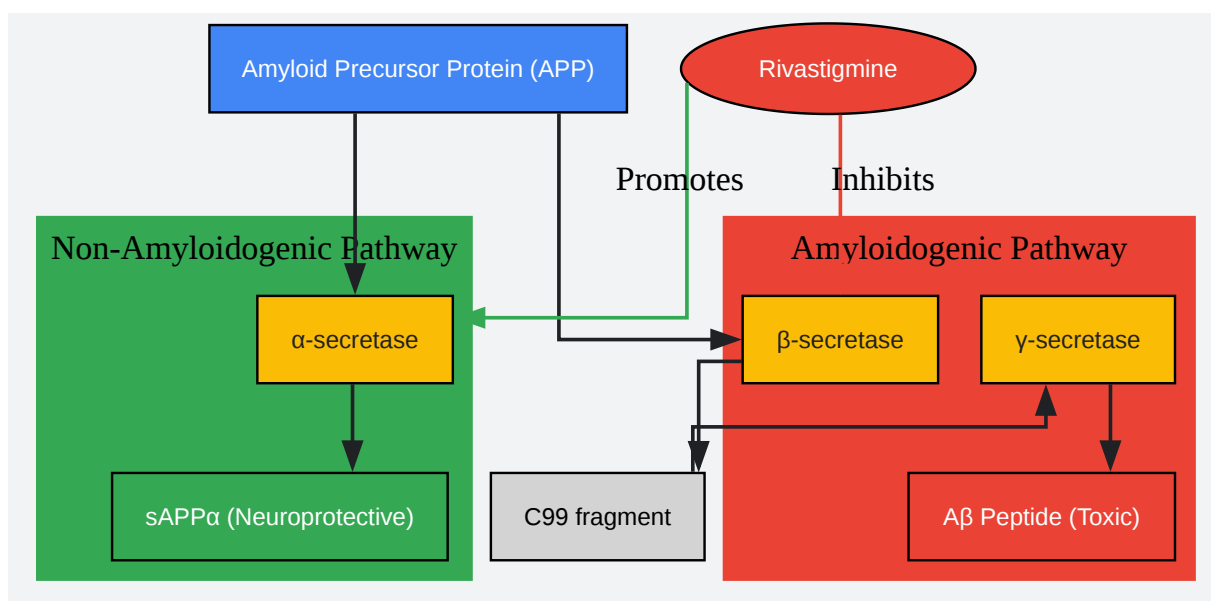 Amyloid Precursor Protein (APP)
Rivastigmine
Promotes
Inhibits
Non-Amyloidogenic Pathway
Amyloidogenic Pathway
α-secretase
β-secretase
γ-secretase
sAPPα (Neuroprotective)
C99 fragment
Aβ Peptide (Toxic)